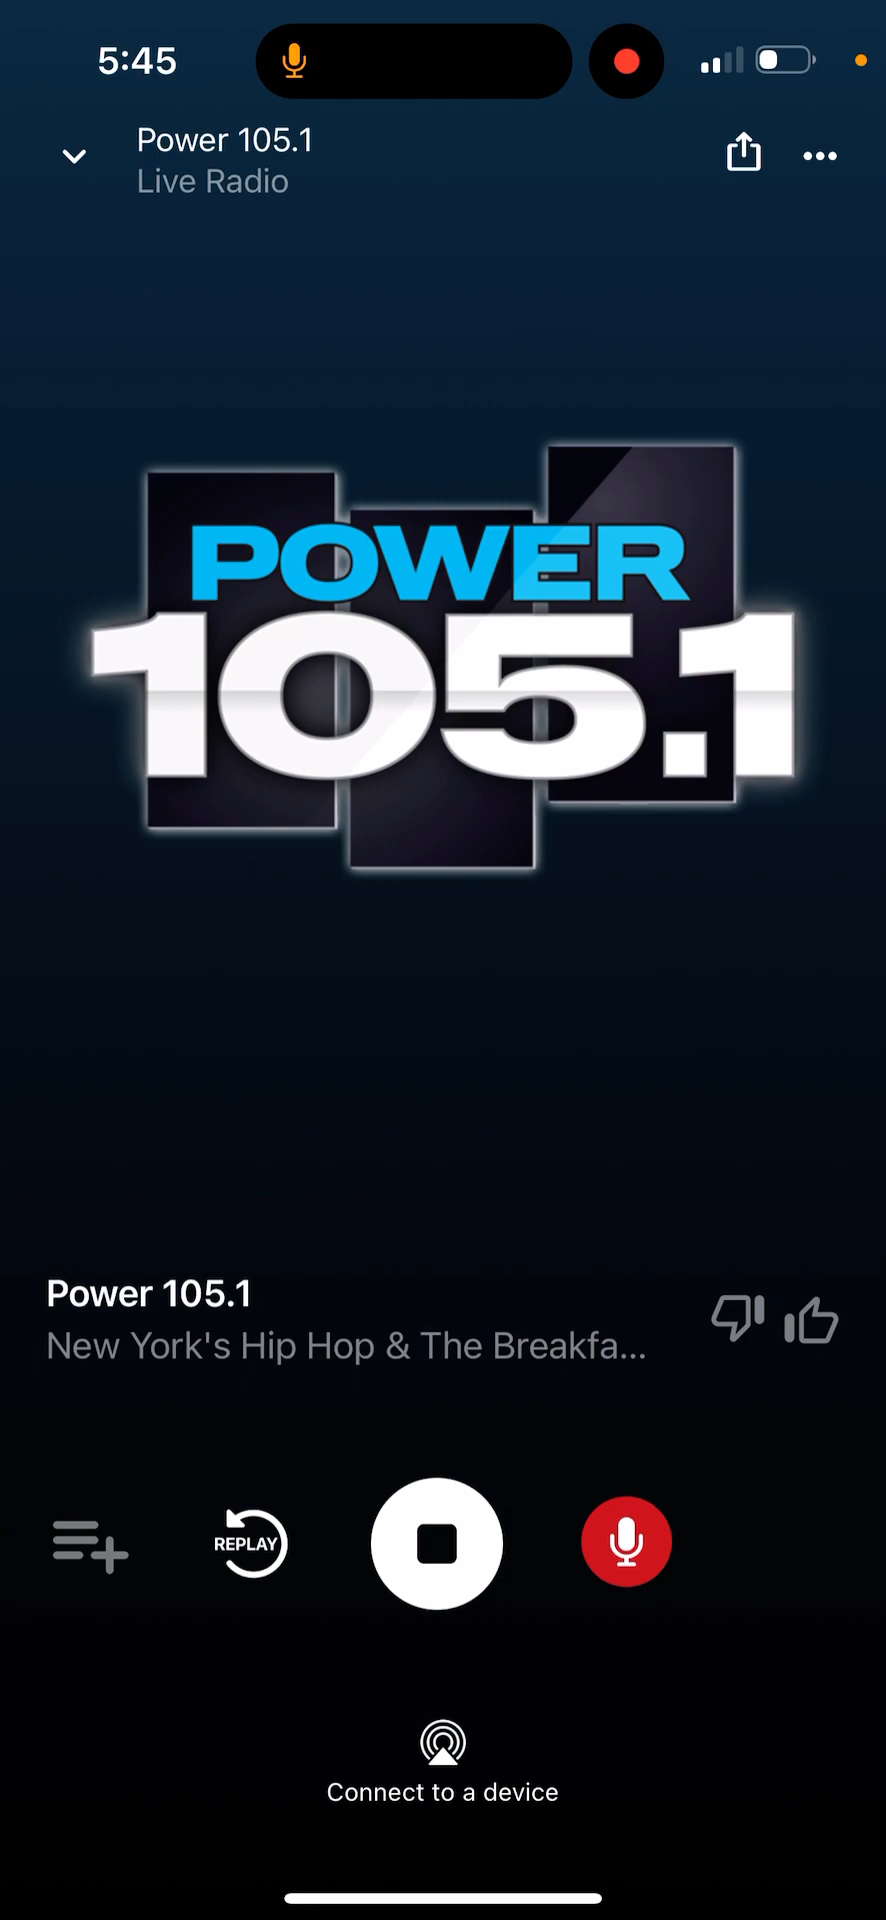 5:45
Power 105.1
Live Radio
POWER
105.1
Power 105.1
New York's Hip Hop & The Breakfa...
REPLAY
Connect to a device